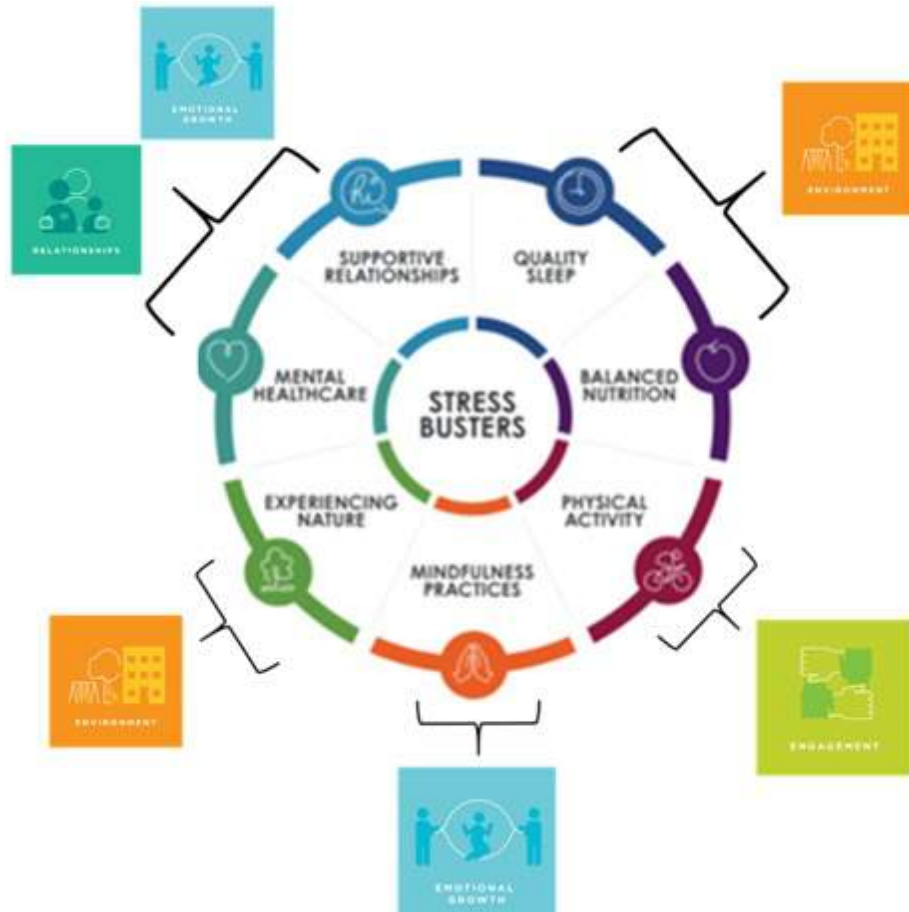 EMOTIONAL
GROWTH
ENVIRONMENT
RELATIONSHIPS
hi
SUPPORTIVE
RELATIONSHIPS
QUALITY
SLEEP
MENTAL
HEALTHCARE
BALANCED
NUTRITION
STRESS
BUSTERS
EXPERIENCING
NATURE
PHYSICAL
ACTIVITY
MINDFULNESS
PRACTICES
ENVIRONMENT
ENGAGEMENT
EMOTIONAL
GROWTH